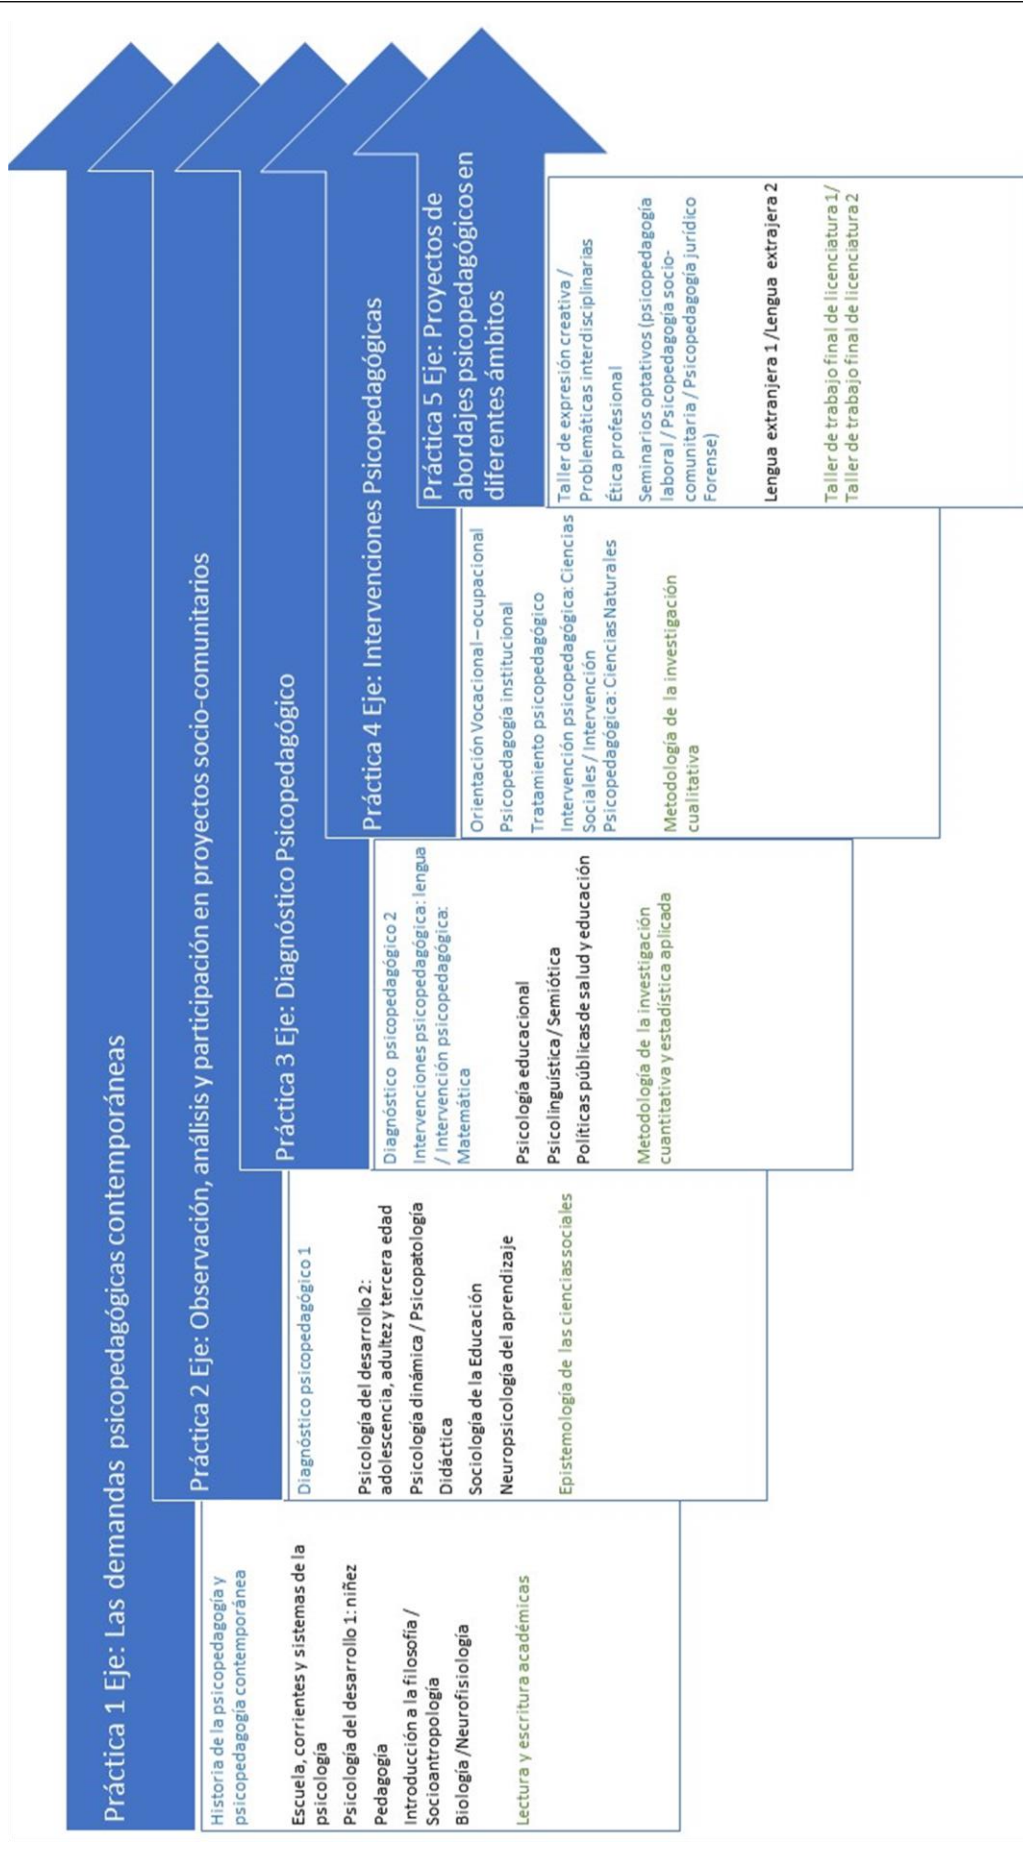 Práctica 1 Eje: Las demandas psicopedagógicas contemporáneas
Historia de la psicopedagogía y
psicopedagogía contemporánea
Escuela, corrientes y sistemas de la
psicología
Psicología del desarrollo 1: niñez
Pedagogía
Introducción a la filosofía /
Socioantropología
Biología /Neurofisiología
Lectura y escritura académicas
Práctica 2 Eje: Observación, análisis y participación en proyectos socio-comunitarios
Diagnóstico psicopedagógico 1
Psicología del desarrollo 2:
adolescencia, adultez y tercera edad
Psicología dinámica / Psicopatología
Didáctica
Sociología de la Educación
Neuropsicología del aprendizaje
Epistemología de las ciencias sociales
Práctica 3 Eje: Diagnóstico Psicopedagógico
Diagnóstico psicopedagógico 2
Intervenciones psicopedagógica: lengua
/ Intervención psicopedagógica:
Matemática
Psicología educacional
Psicolinguística / Semiótica
Políticas públicas de salud y educación
Metodología de la investigación
cuantitativa y estadística aplicada
Práctica 4 Eje: Intervenciones Psicopedagógicas
Orientación Vocacional – ocupacional
Psicopedagogía institucional
Tratamiento psicopedagógico
Intervención psicopedagógica: Ciencias
Sociales / Intervención
Psicopedagógica: Ciencias Naturales
Metodología de la investigación
cualitativa
Práctica 5 Eje: Proyectos de
abordajes psicopedagógicos en
diferentes ámbitos
Taller de expresión creativa /
Problemáticas interdisciplinarias
Ética profesional
Seminarios optativos (psicopedagogía
laboral / Psicopedagogía socio-
comunitaria / Psicopedagogía jurídico
Forense)
Lengua extranjera 1 /Lengua extrajera 2
Taller de trabajo final de licenciatura 1/
Taller de trabajo final de licenciatura 2